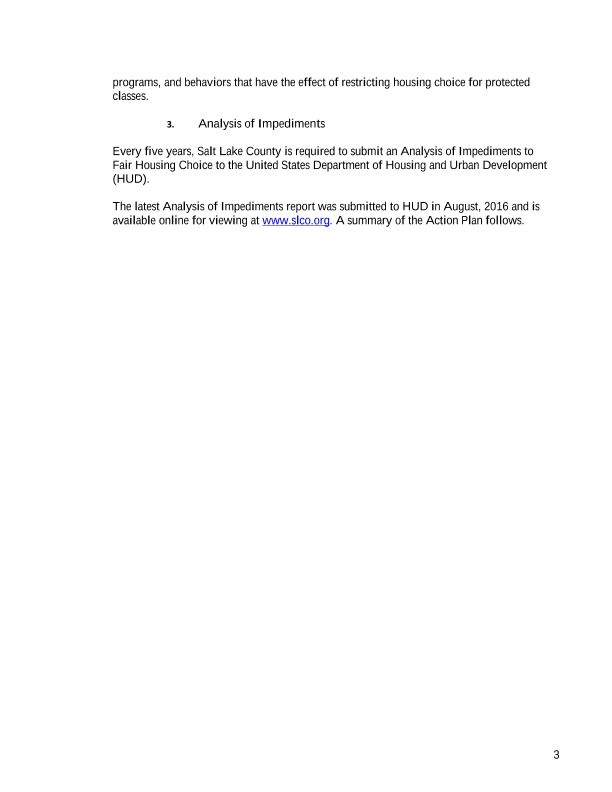 programs, and behaviors that have the effect of restricting housing choice for protected
classes.
3. Analysis of Impediments
Every five years, Salt Lake County is required to submit an Analysis of Impediments to
Fair Housing Choice to the United States Department of Housing and Urban Development
(HUD).
The latest Analysis of Impediments report was submitted to HUD in August, 2016 and is
available online for viewing at www.slco.org. A summary of the Action Plan follows.
3